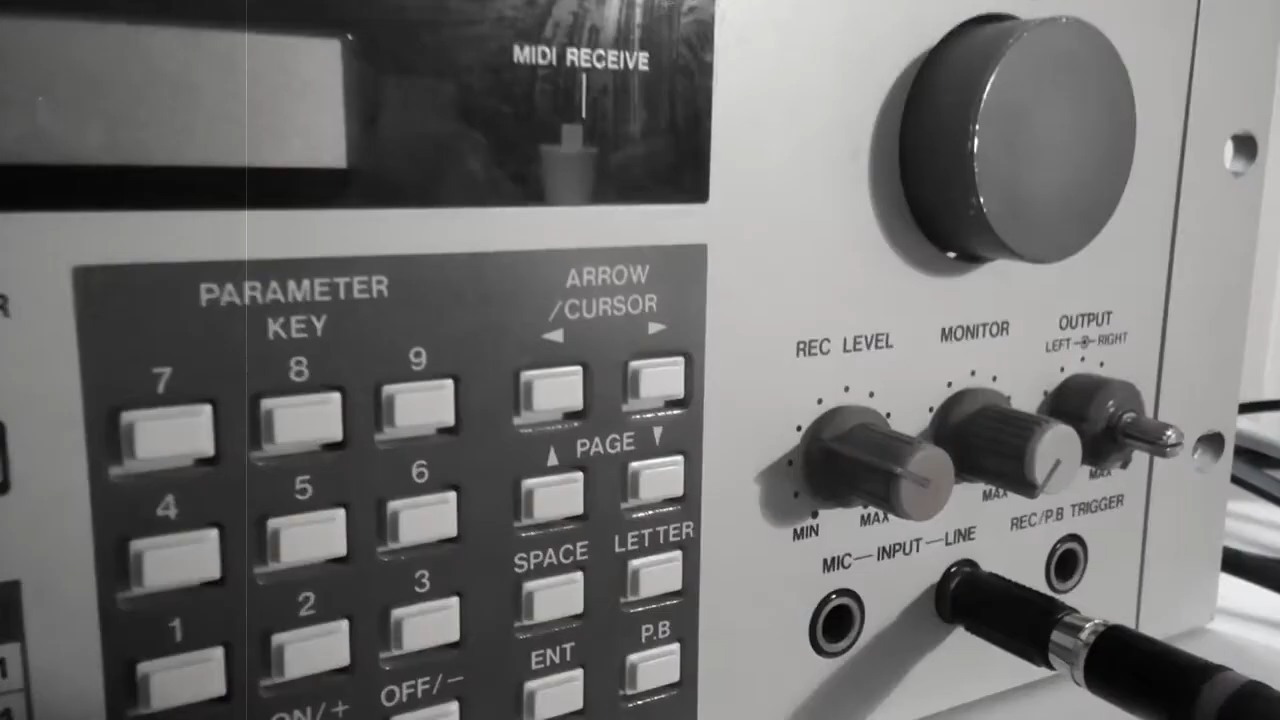 MIDI RECEIVE
PARAMETER
KEY
ARROW
/CURSOR
7
8
9
PAGE
4
5
6
SPACE
LETTER
1
2
3
ENT
P.B
ON/+
OFF/-
REC LEVEL
MONITOR
OUTPUT
LEFT RIGHT
MIN
MAX
MAX
MAX
MIC—INPUT—LINE
REC/P.B TRIGGER